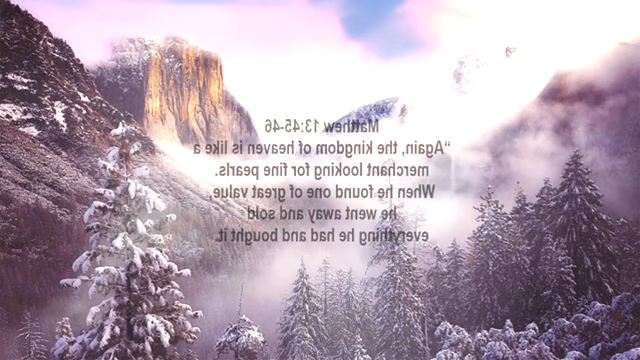 Matthew 13:45-46
“Again, the kingdom of heaven is like a
merchant looking for fine pearls.
When he found one of great value,
he went away and sold
everything he had and bought it.